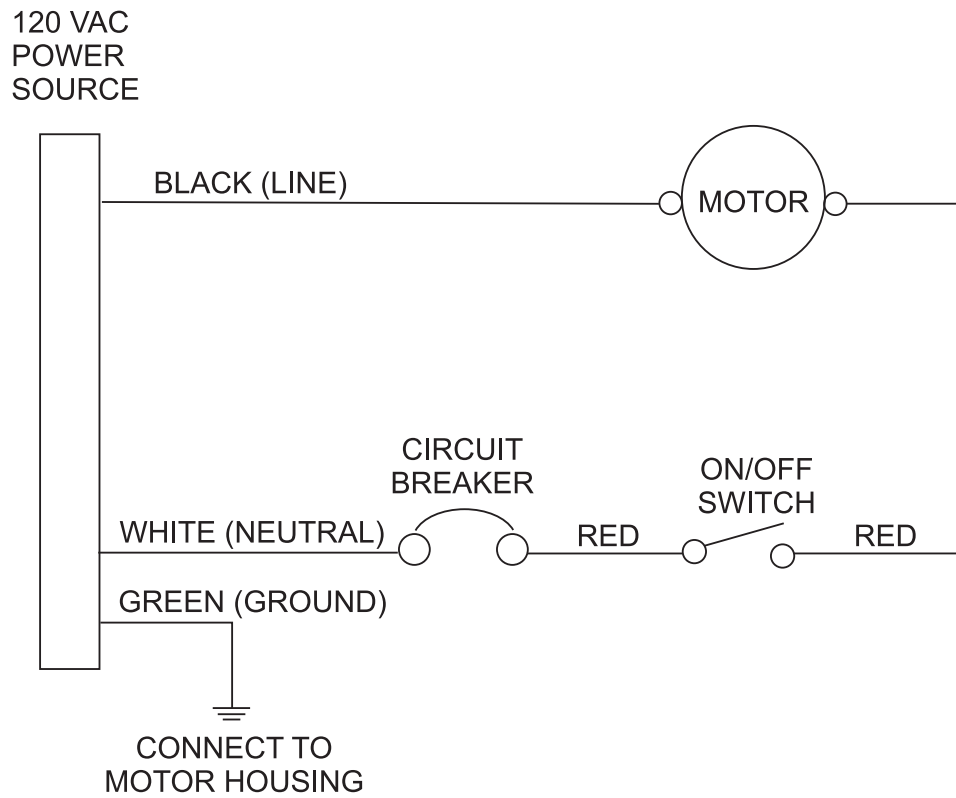 120 VAC
POWER
SOURCE
BLACK (LINE)
MOTOR
CIRCUIT
BREAKER
ON/OFF
SWITCH
WHITE (NEUTRAL)
RED
RED
GREEN (GROUND)
CONNECT TO
MOTOR HOUSING